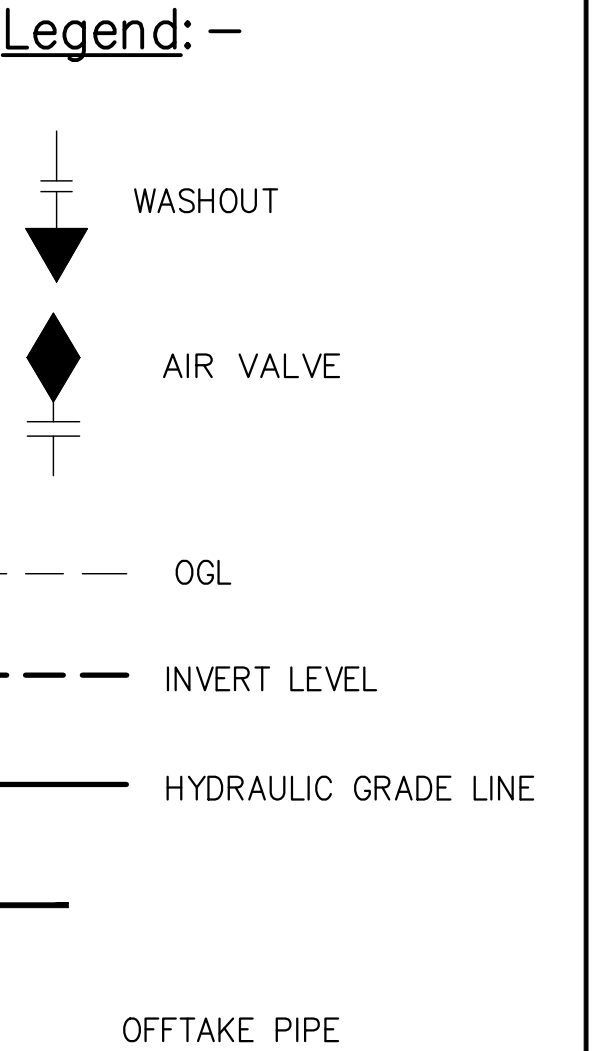 Legend: –
WASHOUT
AIR VALVE
OGL
INVERT LEVEL
HYDRAULIC GRADE LINE
OFFTAKE PIPE